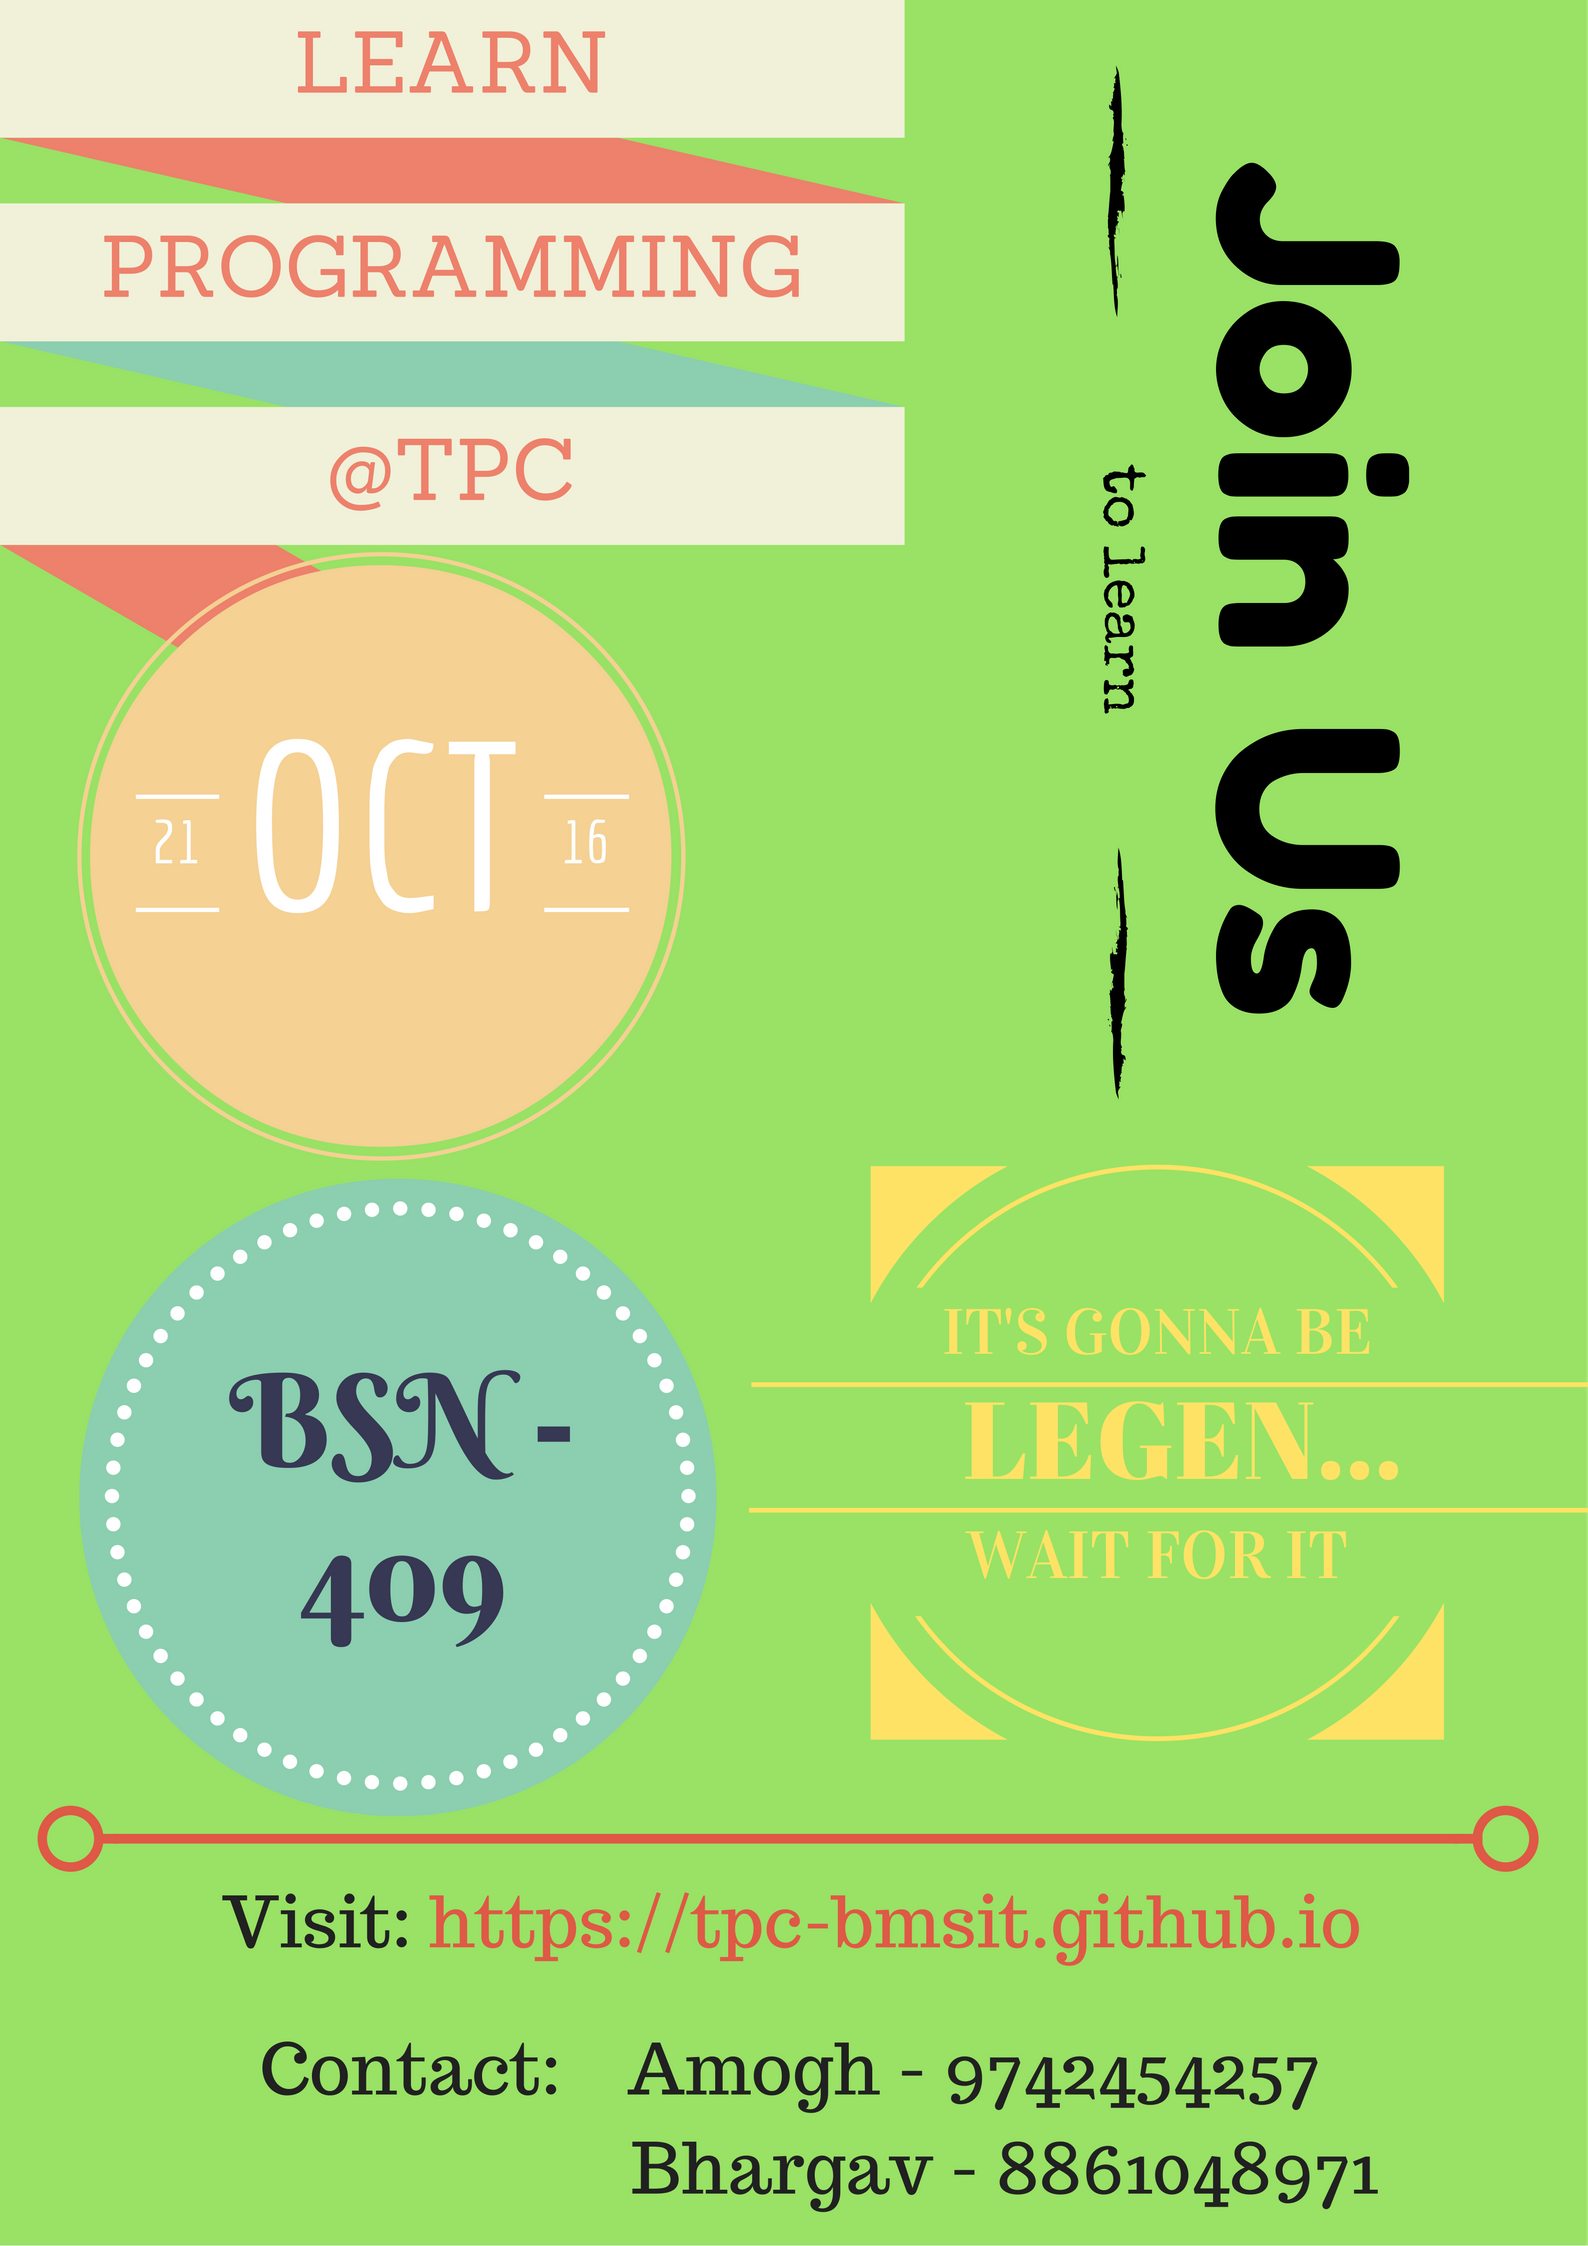 LEARN
PROGRAMMING
@TPC
Join Us
to learn
21 OCT 16
BSN -
409
IT'S GONNA BE
LEGEN...
WAIT FOR IT
Visit: https://tpc-bmsit.github.io
Contact: Amogh - 9742454257
Bhargav - 8861048971